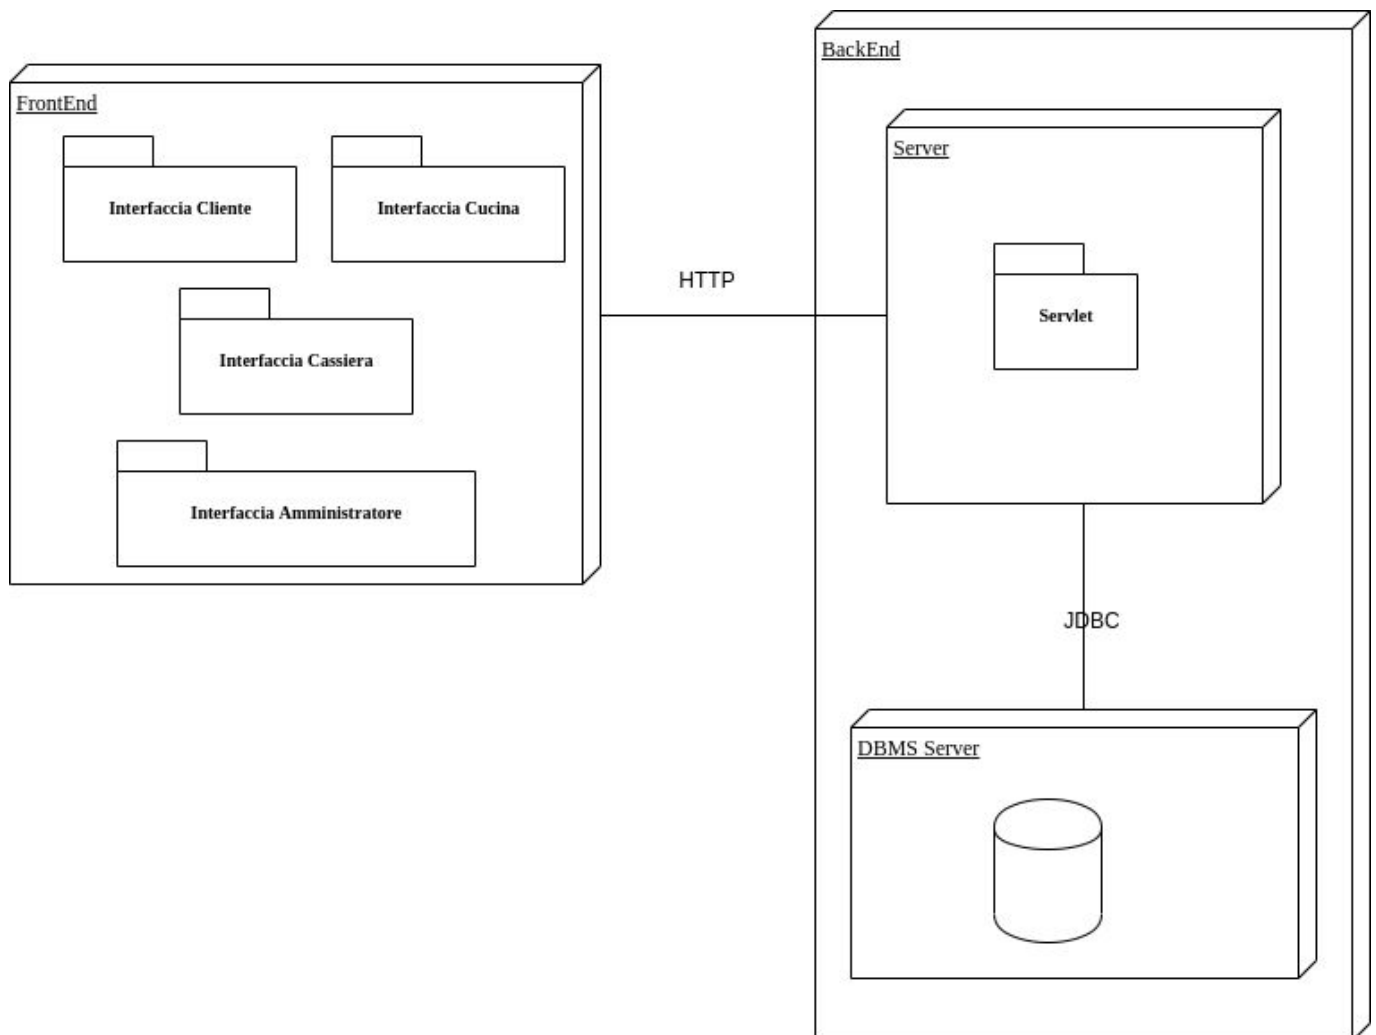 FrontEnd
Interfaccia Cliente
Interfaccia Cucina
Interfaccia Cassiera
Interfaccia Amministratore
HTTP
BackEnd
Server
Servlet
JDBC
DBMS Server